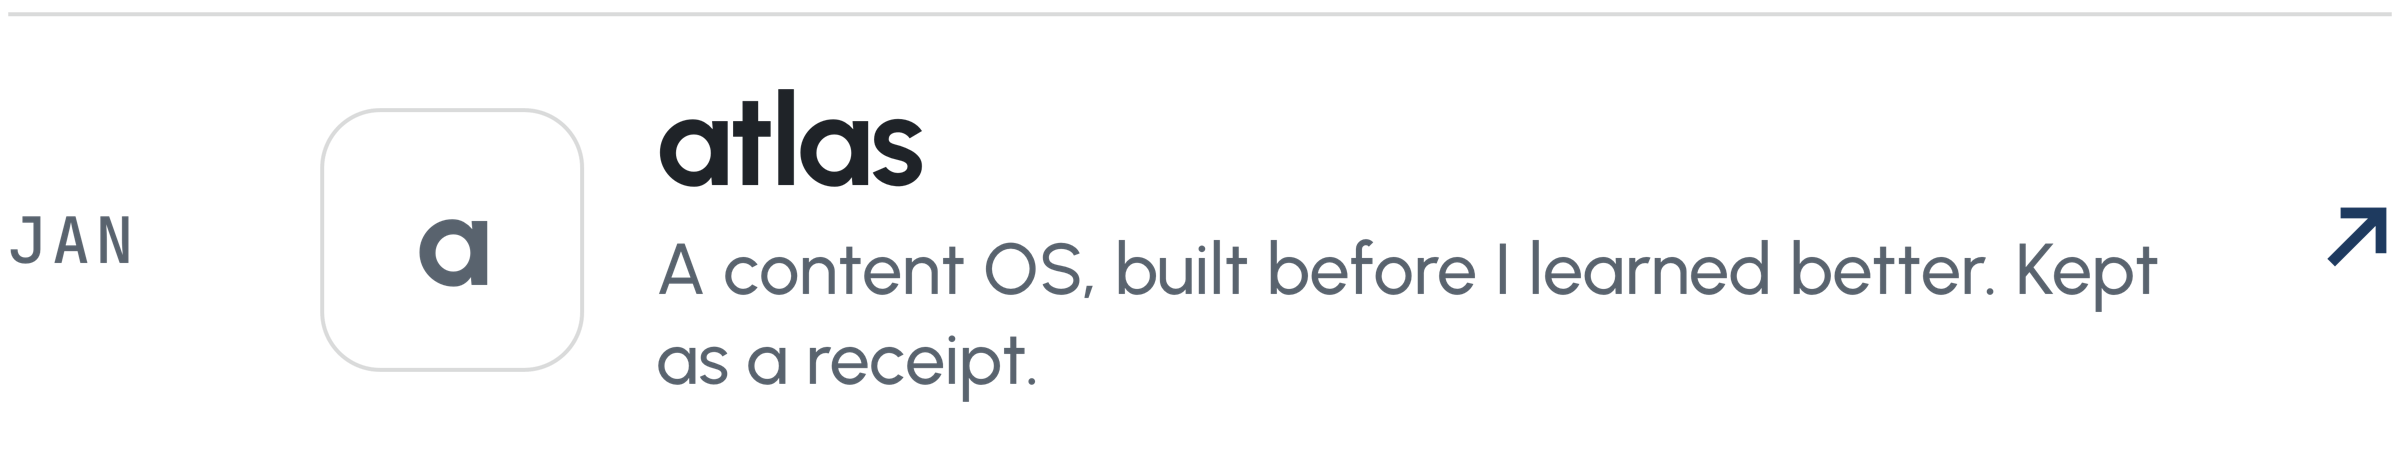 atlas
JAN
a
A content OS, built before I learned better. Kept
as a receipt.